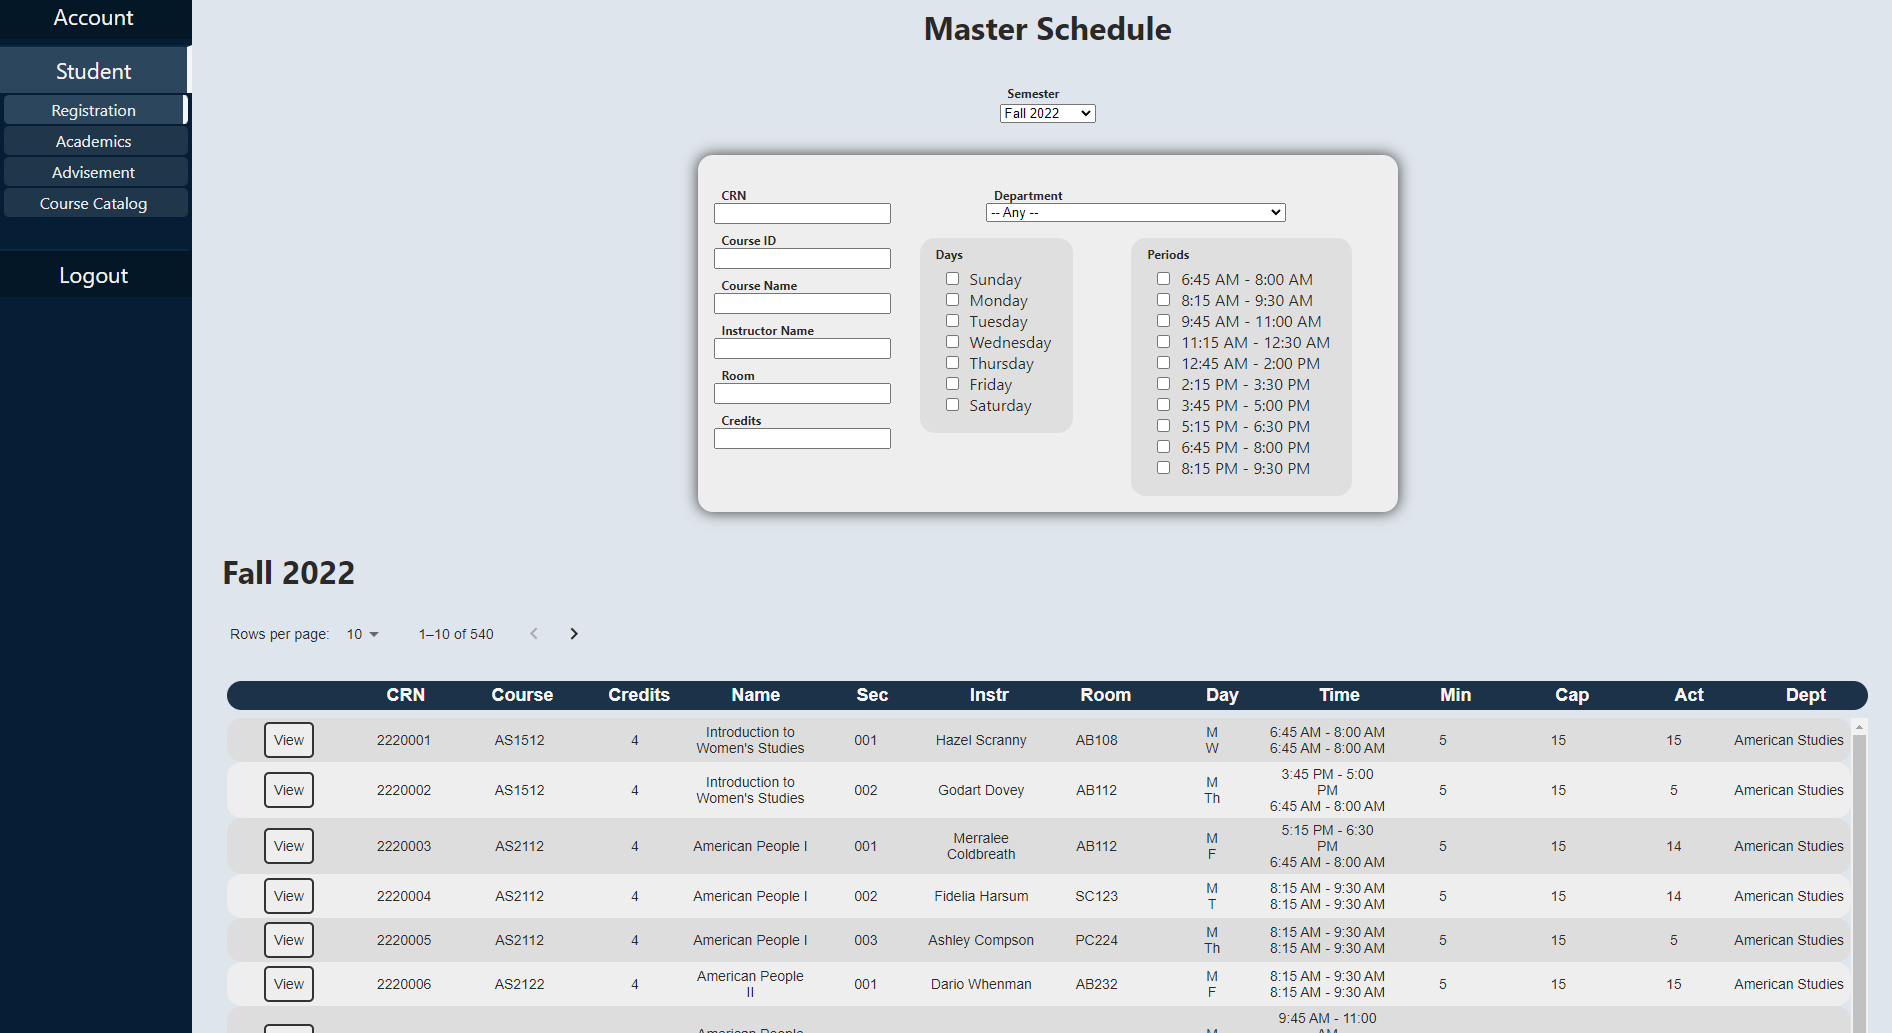 Account
Student
Registration
Academics
Advisement
Course Catalog
Logout
Master Schedule
Semester
Fall 2022
CRN
Course ID
Course Name
Instructor Name
Room
Credits
Department
-- Any --
Days
Sunday
Monday
Tuesday
Wednesday
Thursday
Friday
Saturday
Periods
6:45 AM - 8:00 AM
8:15 AM - 9:30 AM
9:45 AM - 11:00 AM
11:15 AM - 12:30 AM
12:45 AM - 2:00 PM
2:15 PM - 3:30 PM
3:45 PM - 5:00 PM
5:15 PM - 6:30 PM
6:45 PM - 8:00 PM
8:15 PM - 9:30 PM
Fall 2022
Rows per page: 10 1–10 of 540
CRN Course Credits Name Sec Instr Room Day Time Min Cap Act Dept
Introduction to M 6:45 AM - 8:00 AM
View 2220001 AS1512 4 001 Hazel Scranny AB108 5 15 15 American Studies
Women's Studies W 6:45 AM - 8:00 AM
3:45 PM - 5:00
Introduction to M
View 2220002 AS1512 4 002 Godart Dovey AB112 PM 5 15 5 American Studies
Women's Studies Th
6:45 AM - 8:00 AM
5:15 PM - 6:30
Merralee M
View 2220003 AS2112 4 American People I 001 AB112 PM 5 15 14 American Studies
Coldbreath F
6:45 AM - 8:00 AM
M 8:15 AM - 9:30 AM
View 2220004 AS2112 4 American People I 002 Fidelia Harsum SC123 5 15 14 American Studies
T 8:15 AM - 9:30 AM
M 8:15 AM - 9:30 AM
View 2220005 AS2112 4 American People I 003 Ashley Compson PC224 5 15 5 American Studies
Th 8:15 AM - 9:30 AM
American People M 8:15 AM - 9:30 AM
View 2220006 AS2122 4 001 Dario Whenman AB232 5 15 15 American Studies
II F 8:15 AM - 9:30 AM
9:45 AM - 11:00
American People